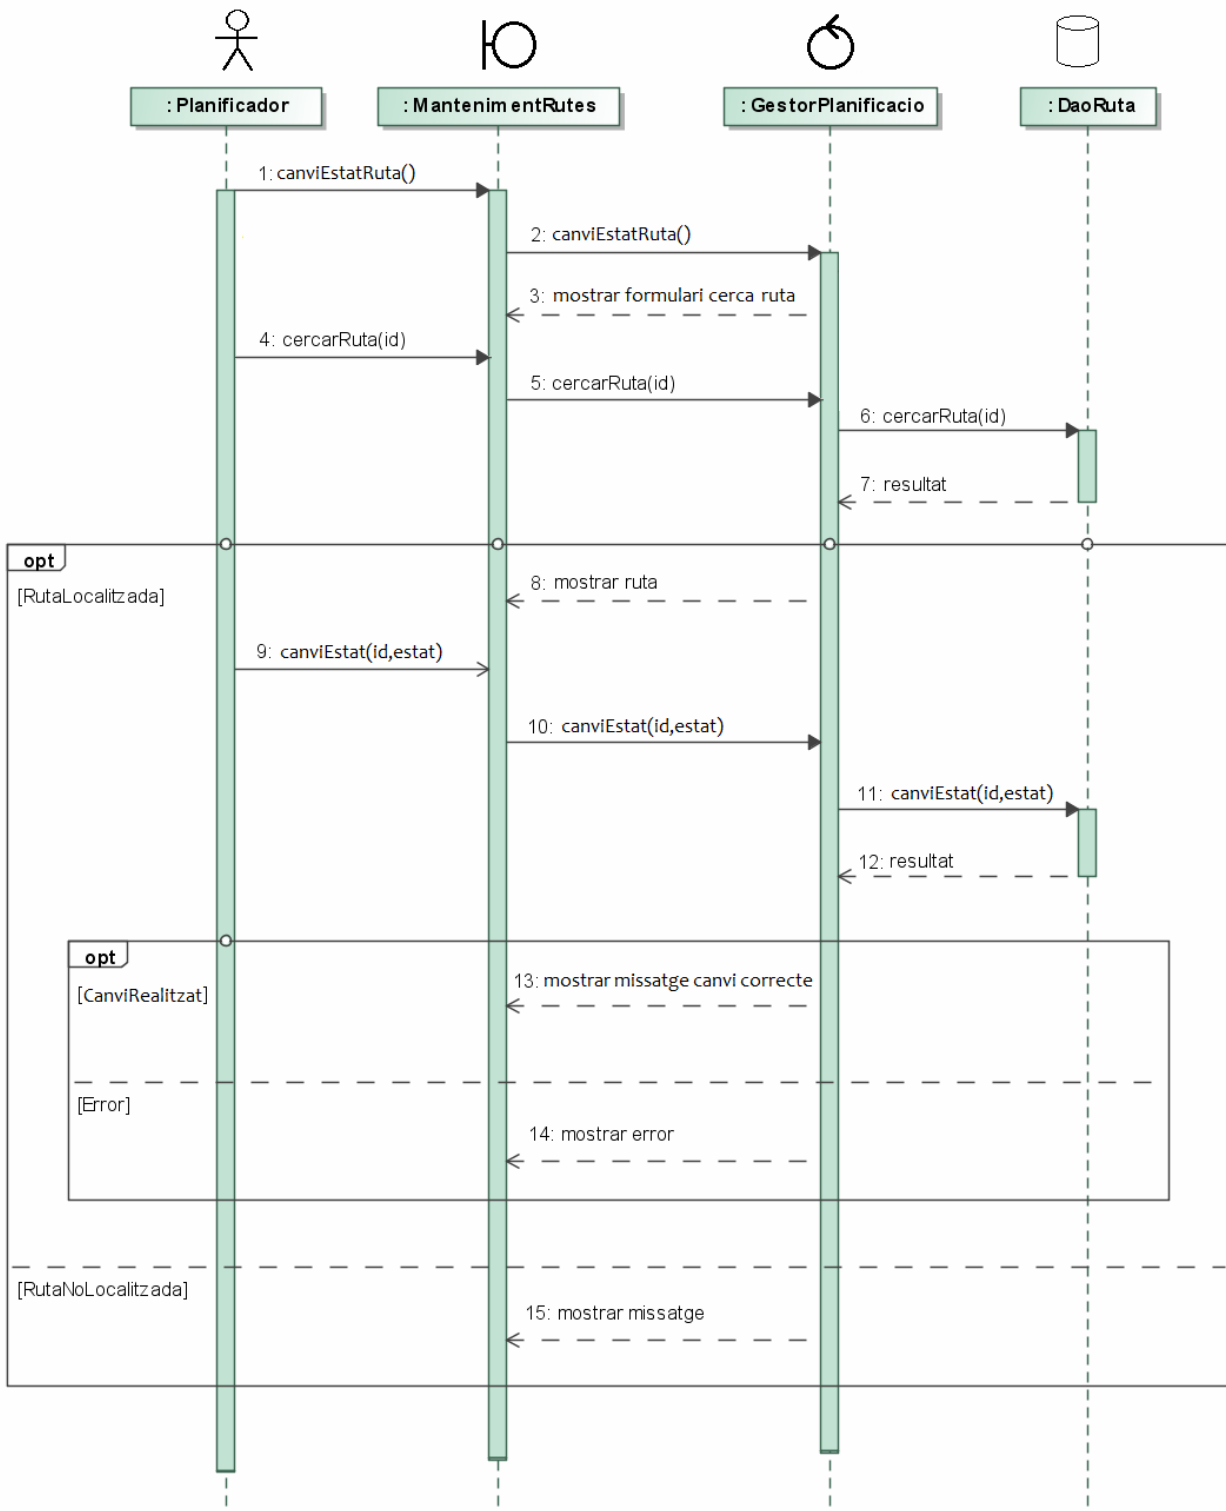 : Planificador
: MantenimentRutes
: GestorPlanificacio
: DaoRuta
1: canviEstatRuta()
2: canviEstatRuta()
3: mostrar formulari cerca ruta
4: cercarRuta(id)
5: cercarRuta(id)
6: cercarRuta(id)
7: resultat
opt
[RutaLocalitzada]
8: mostrar ruta
9: canviEstat(id,estat)
10: canviEstat(id,estat)
11: canviEstat(id,estat)
12: resultat
opt
[CanviRealitzat]
13: mostrar missatge canvi correcte
[Error]
14: mostrar error
[RutaNoLocalitzada]
15: mostrar missatge